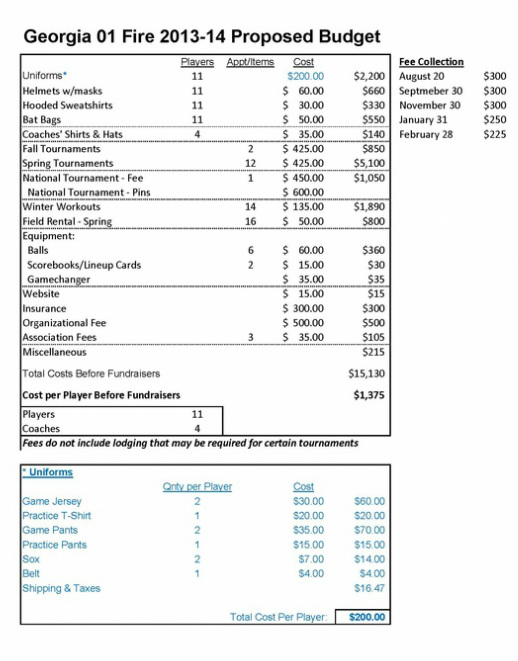 Georgia 01 Fire 2013-14 Proposed Budget
Players Appt/Items Cost
Uniforms* 11 $200.00 $2,200
Helmets w/masks 11 $ 60.00 $660
Hooded Sweatshirts 11 $ 30.00 $330
Bat Bags 11 $ 50.00 $550
Coaches' Shirts & Hats 4 $ 35.00 $140
Fall Tournaments 2 $ 425.00 $850
Spring Tournaments 12 $ 425.00 $5,100
National Tournament - Fee 1 $ 450.00 $1,050
National Tournament - Pins $ 600.00
Winter Workouts 14 $ 135.00 $1,890
Field Rental - Spring 16 $ 50.00 $800
Equipment:
Balls 6 $ 60.00 $360
Scorebooks/Lineup Cards 2 $ 15.00 $30
Gamechanger $ 35.00 $35
Website $ 15.00 $15
Insurance $ 300.00 $300
Organizational Fee $ 500.00 $500
Association Fees 3 $ 35.00 $105
Miscellaneous $215
Total Costs Before Fundraisers $15,130
Cost per Player Before Fundraisers $1,375
Players 11
Coaches 4
Fees do not include lodging that may be required for certain tournaments
Fee Collection
August 20 $300
Septmeber 30 $300
November 30 $300
January 31 $250
February 28 $225
* Uniforms
Qnty per Player Cost
Game Jersey 2 $30.00 $60.00
Practice T-Shirt 1 $20.00 $20.00
Game Pants 2 $35.00 $70.00
Practice Pants 1 $15.00 $15.00
Sox 2 $7.00 $14.00
Belt 1 $4.00 $4.00
Shipping & Taxes $16.47
Total Cost Per Player: $200.00